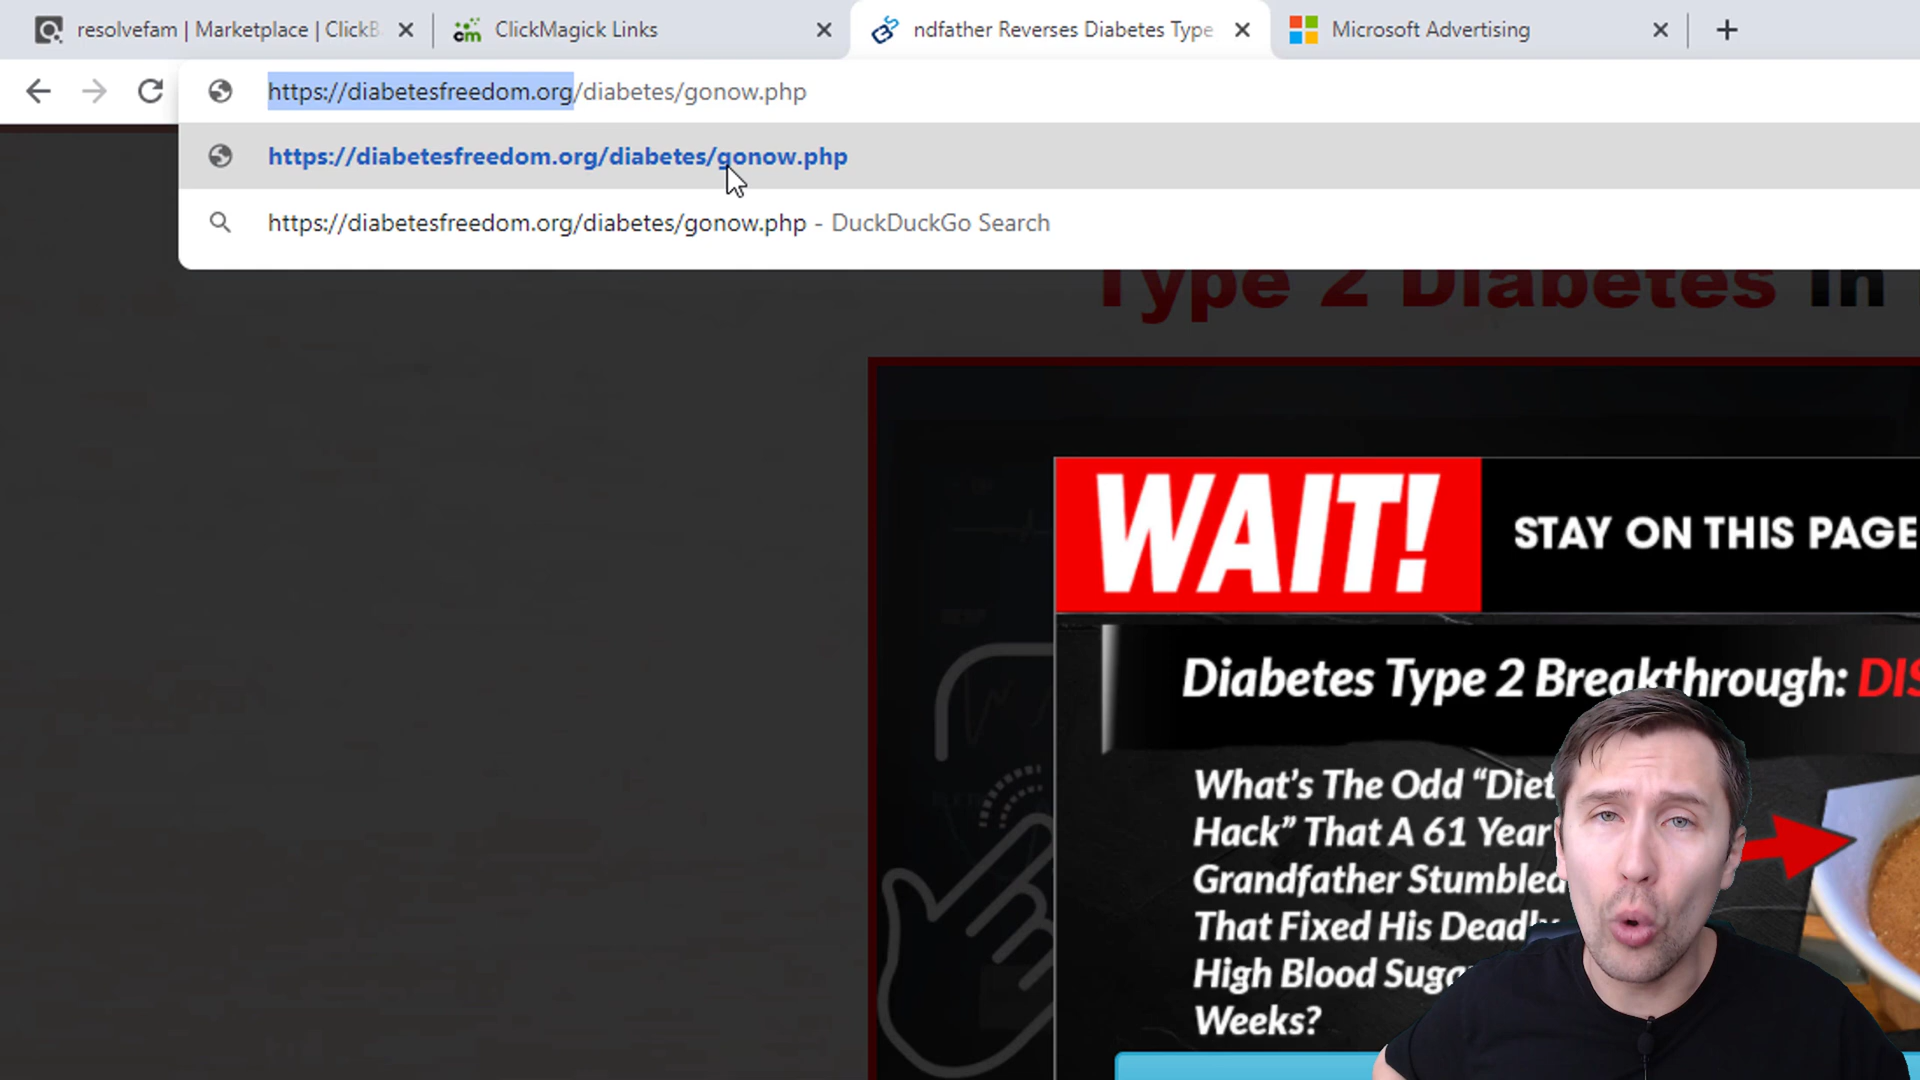 resolvefam | Marketplace | ClickB
ClickMagick Links
ndfather Reverses Diabetes Type
Microsoft Advertising
https://diabetesfreedom.org/diabetes/gonow.php
https://diabetesfreedom.org/diabetes/gonow.php
https://diabetesfreedom.org/diabetes/gonow.php - DuckDuckGo Search
Type 2 Diabetes In
WAIT!
STAY ON THIS PAGE
Diabetes Type 2 Breakthrough: DIS
What's The Odd “Diet
Hack” That A 61 Year
Grandfather Stumbled
That Fixed His Deadly
High Blood Sugar
Weeks?